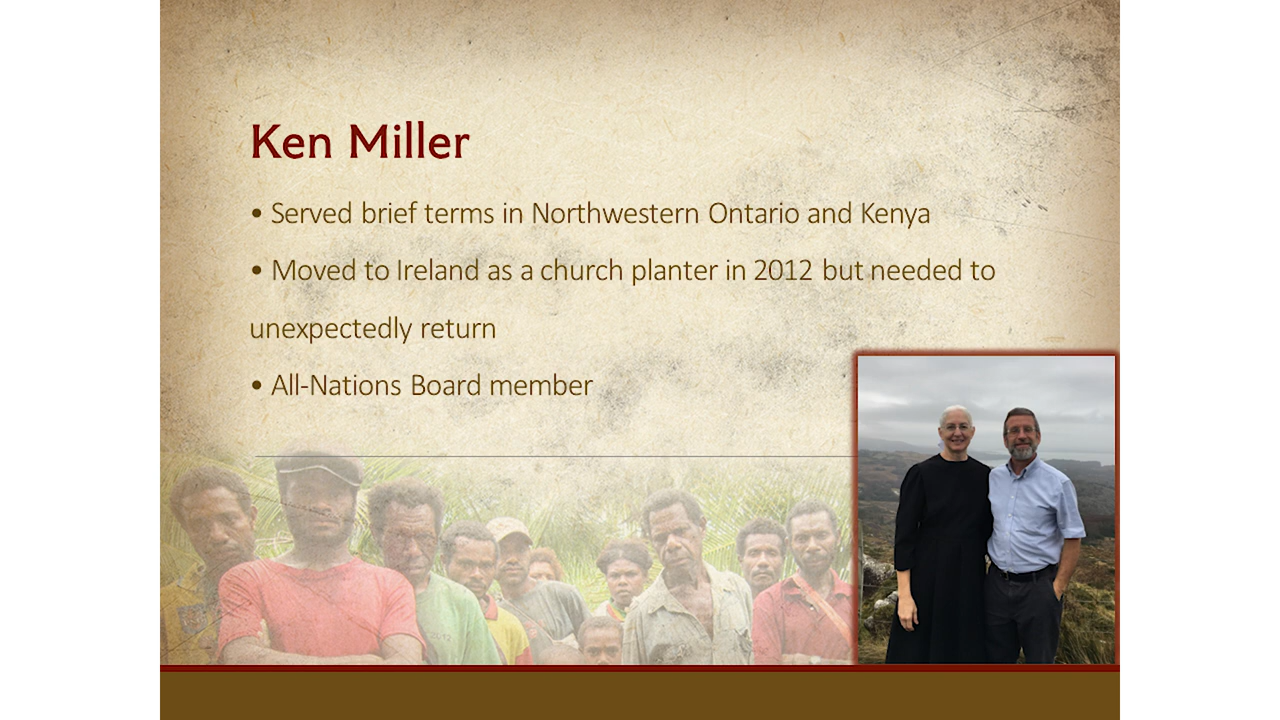 Ken Miller
• Served brief terms in Northwestern Ontario and Kenya
• Moved to Ireland as a church planter in 2012 but needed to
unexpectedly return
• All-Nations Board member